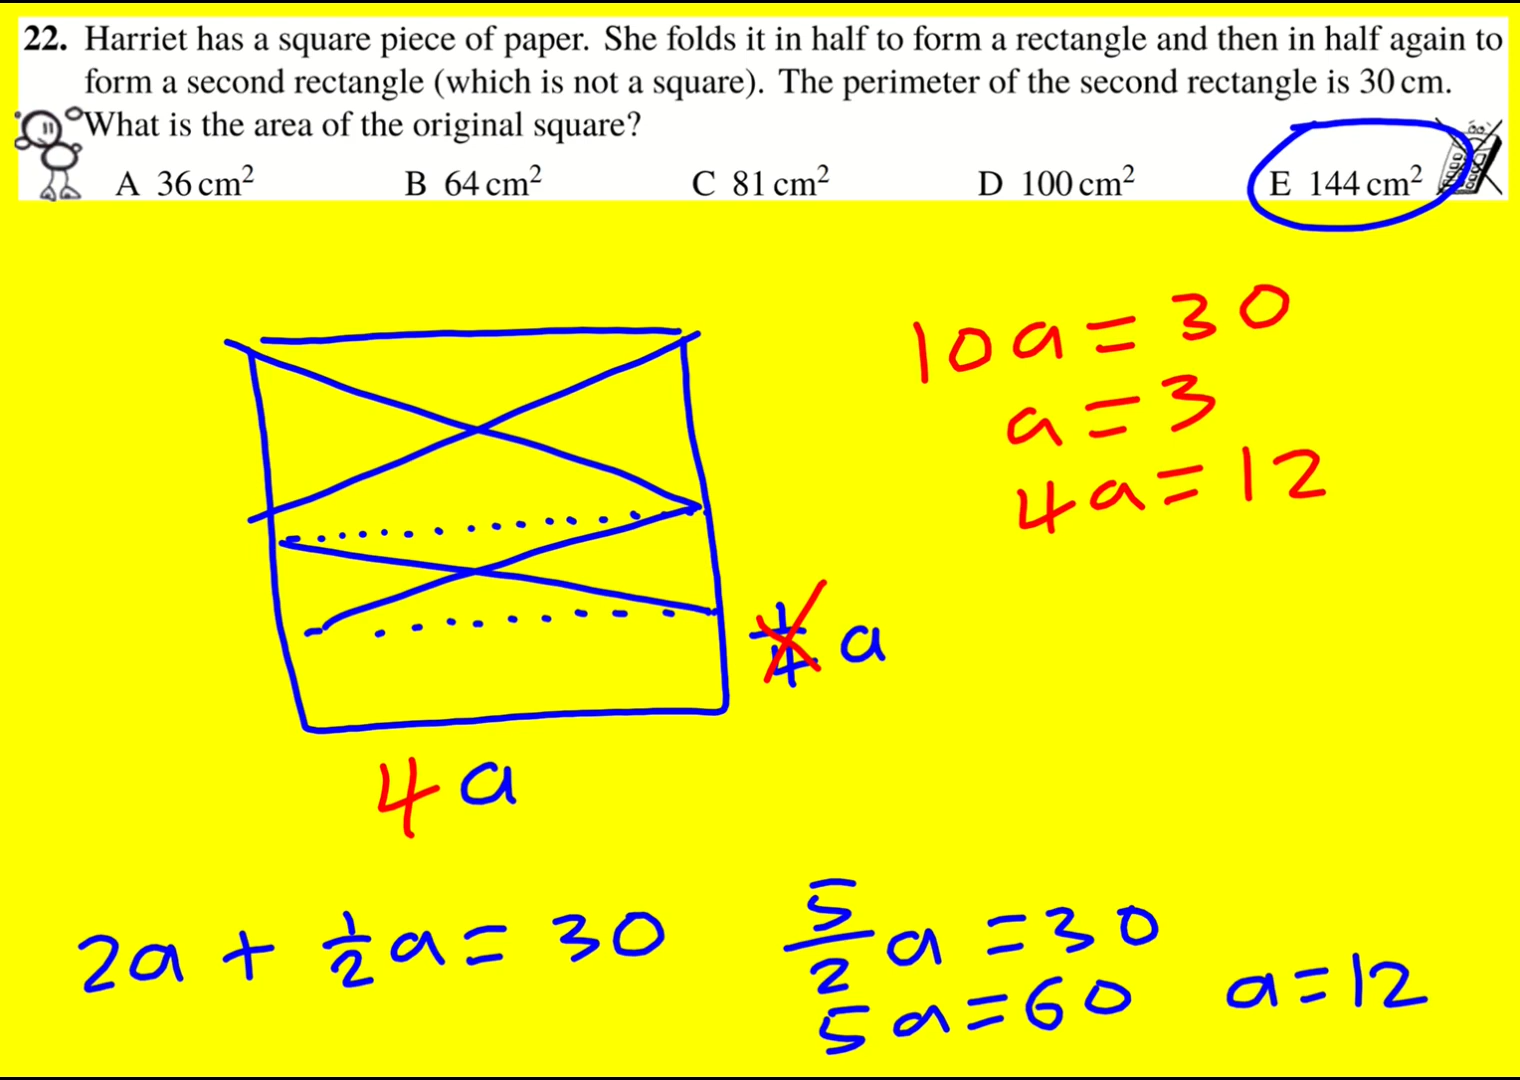 22. Harriet has a square piece of paper. She folds it in half to form a rectangle and then in half again to
form a second rectangle (which is not a square). The perimeter of the second rectangle is 30 cm.
What is the area of the original square?
A 36 cm² B 64 cm² C 81 cm² D 100 cm² E 144 cm²
10a = 30
a = 3
4a = 12
1/4 a
4a
2a + 1/2 a = 30
5/2 a = 30
5a = 60 a = 12